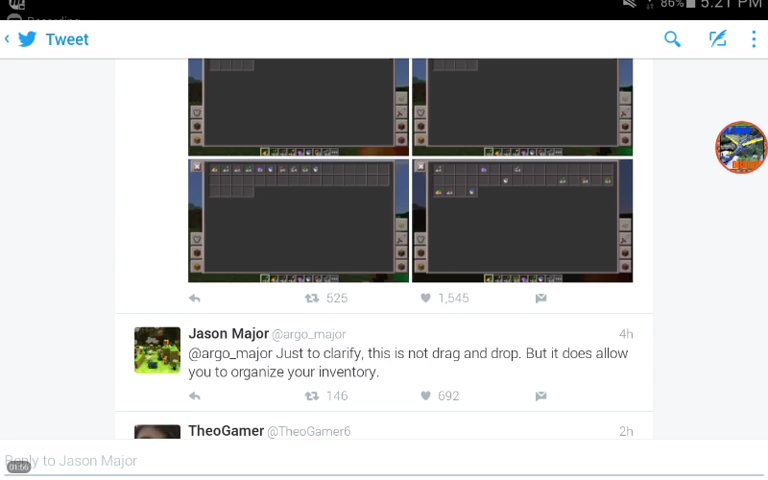 86% 5:21 PM
Recording
Tweet
525 1,545
Jason Major @argo_major 4h
@argo_major Just to clarify, this is not drag and drop. But it does allow
you to organize your inventory.
146 692
TheoGamer @TheoGamer6 2h
Reply to Jason Major
01:56